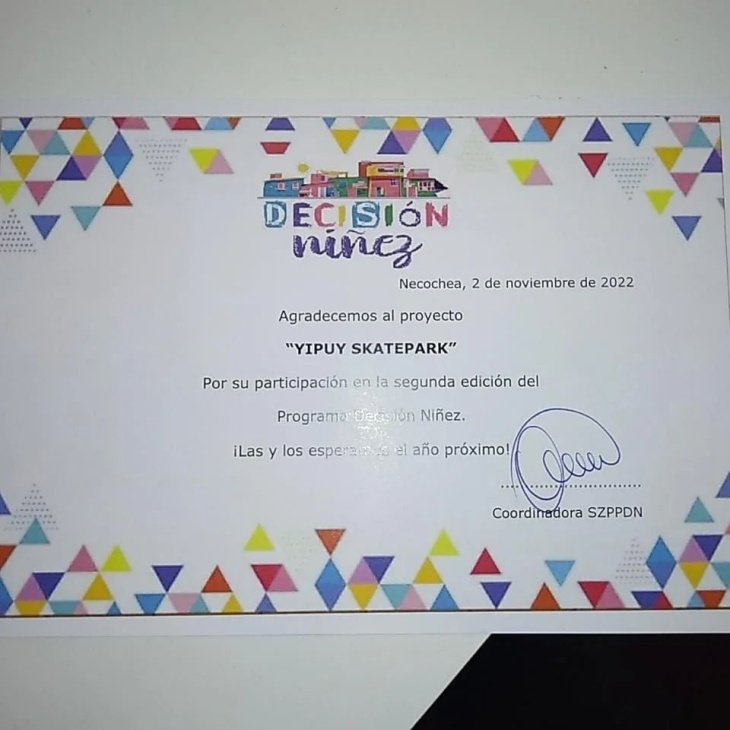 DECISIÓN
niñez
Necochea, 2 de noviembre de 2022
Agradecemos al proyecto
“YIPUY SKATEPARK”
Por su participación en la segunda edición del
Programa Decisión Niñez.
¡Las y los esperamos el año próximo!
Coordinadora SZPPDN